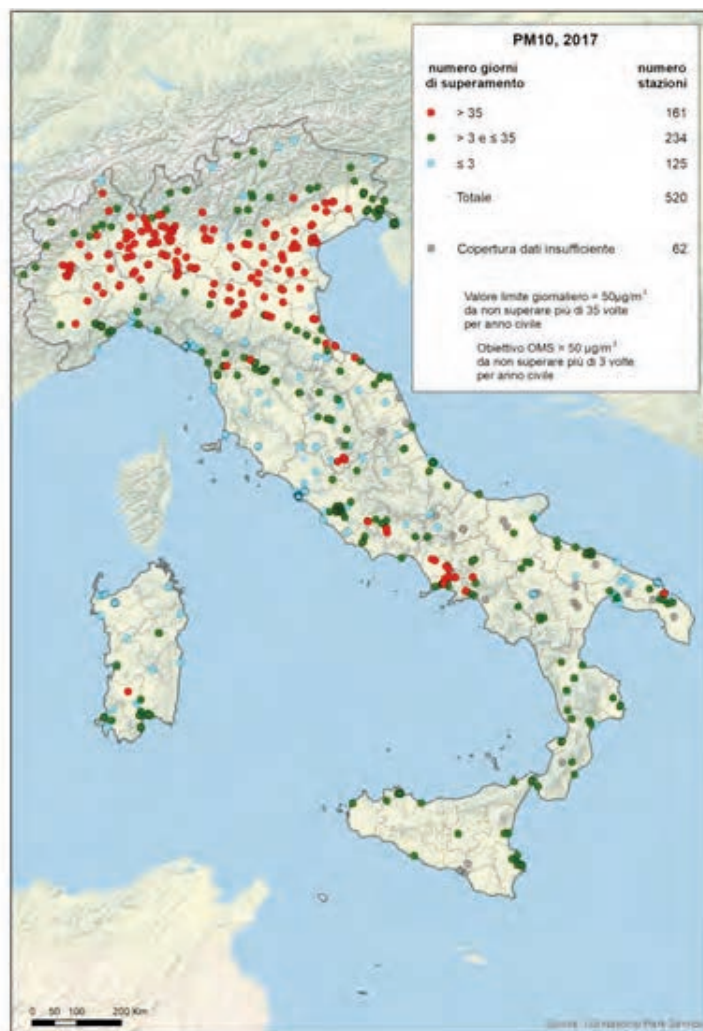 PM10, 2017
numero giorni di superamento numero stazioni
> 35 161
> 3 e ≤ 35 234
≤ 3 125
Totale 520
Copertura dati insufficiente 62
Valore limite giornaliero = 50µg/m³
da non superare più di 35 volte
per anno civile
Obiettivo OMS = 50 µg/m³
da non superare più di 3 volte
per anno civile
0 50 100 200 Km